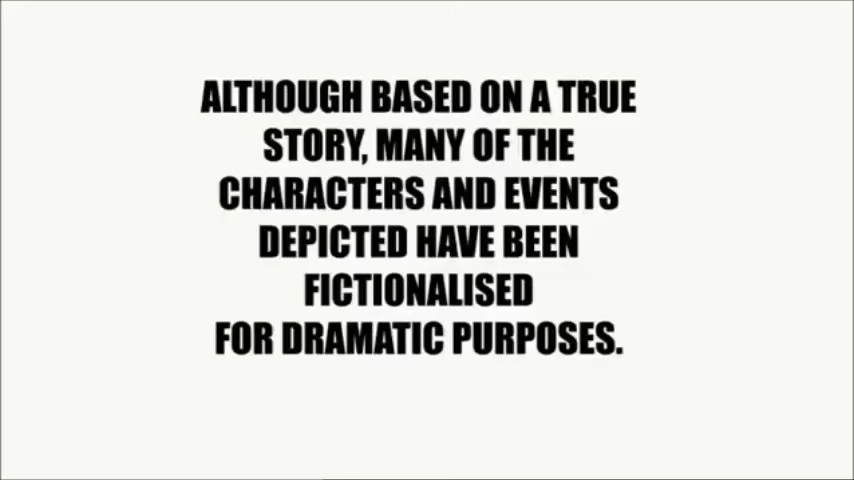 ALTHOUGH BASED ON A TRUE
STORY, MANY OF THE
CHARACTERS AND EVENTS
DEPICTED HAVE BEEN
FICTIONALISED
FOR DRAMATIC PURPOSES.